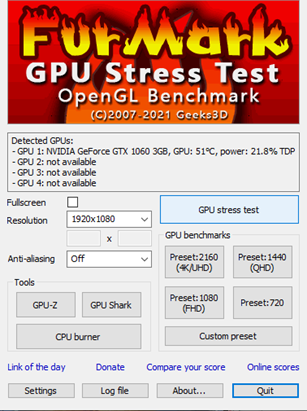 FurMark
GPU Stress Test
OpenGL Benchmark
(C)2007-2021 Geeks3D
Detected GPUs:
- GPU 1: NVIDIA GeForce GTX 1060 3GB, GPU: 51°C, power: 21.8% TDP
- GPU 2: not available
- GPU 3: not available
- GPU 4: not available
Fullscreen
Resolution 1920x1080
x
Anti-aliasing: Off
GPU stress test
GPU benchmarks
Preset:2160
(4K/UHD)
Preset:1440
(QHD)
Preset:1080
(FHD)
Preset:720
Custom preset
Tools
GPU-Z GPU Shark
CPU burner
Link of the day Donate Compare your score Online scores
Settings Log file About... Quit